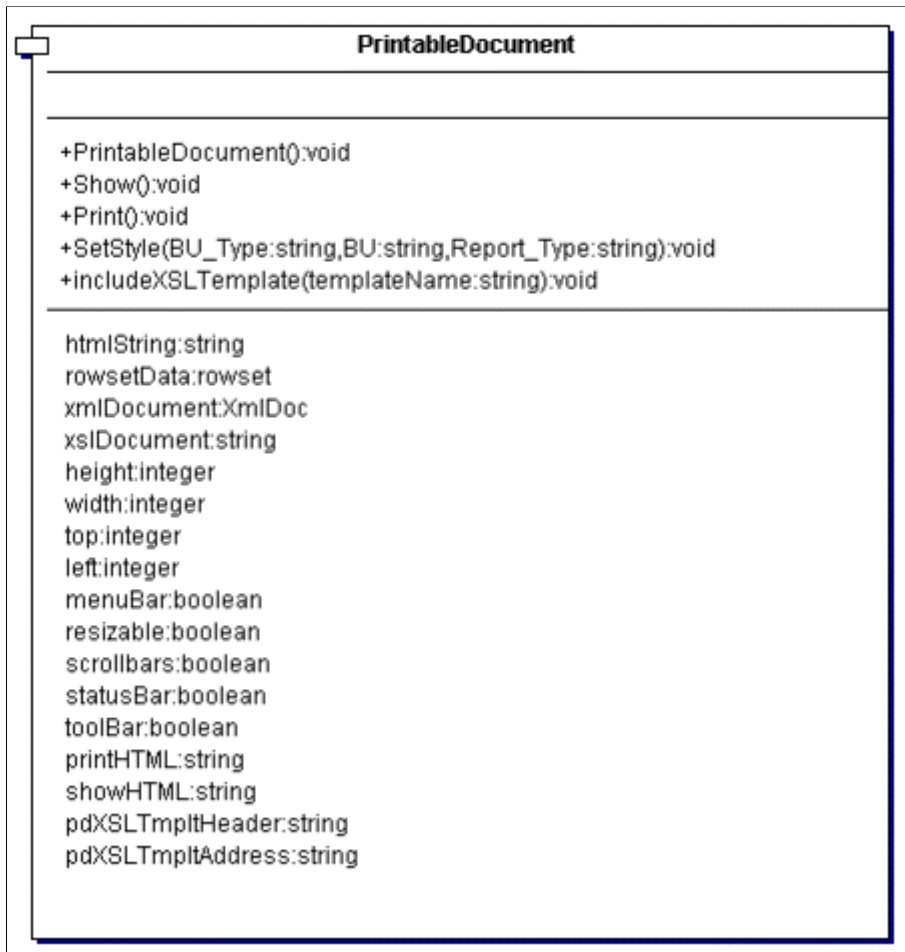 PrintableDocument
+PrintableDocument():void
+Show():void
+Print():void
+SetStyle(BU_Type:string,BU:string,Report_Type:string):void
+includeXSLTemplate(templateName:string):void
htmlString:string
rowsetData:rowset
xmlDocument:XmlDoc
xslDocument:string
height:integer
width:integer
top:integer
left:integer
menuBar:boolean
resizable:boolean
scrollbars:boolean
statusBar:boolean
toolBar:boolean
printHTML:string
showHTML:string
pdXSLTmpltHeader:string
pdXSLTmpltAddress:string